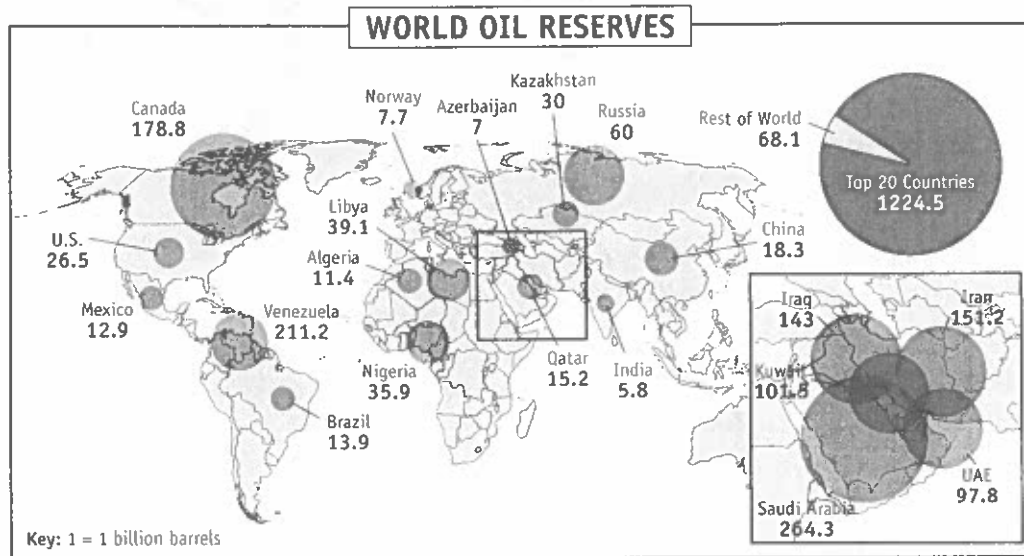 WORLD OIL RESERVES
Canada
178.8
Norway
7.7
Azerbaijan
7
Kazakhstan
30
Russia
60
Rest of World
68.1
Top 20 Countries
1224.5
U.S.
26.5
Libya
39.1
Algeria
11.4
China
18.3
Mexico
12.9
Venezuela
211.2
Nigeria
35.9
Qatar
15.2
India
5.8
Brazil
13.9
Iraq
143
Iran
151.2
Kuwait
101.5
UAE
97.8
Saudi Arabia
264.3
Key: 1 = 1 billion barrels